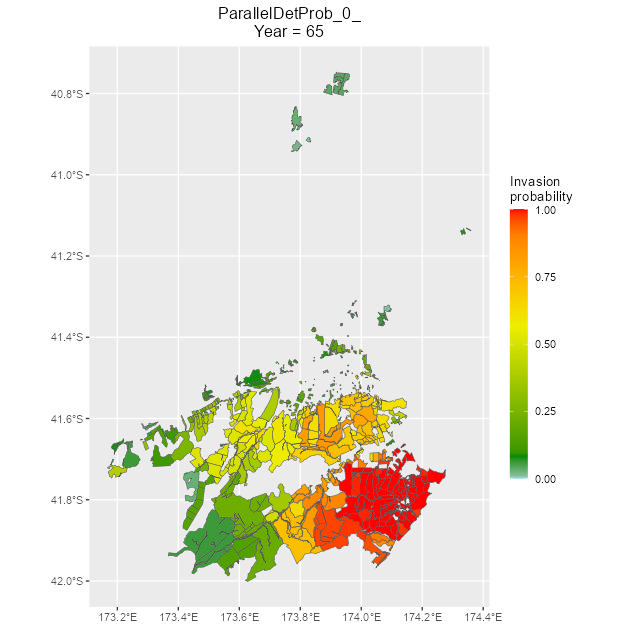 ParallelDetProb_0_
Year = 65
40.8°S
41.0°S
41.2°S
41.4°S
41.6°S
41.8°S
42.0°S
173.2°E 173.4°E 173.6°E 173.8°E 174.0°E 174.2°E 174.4°E
Invasion
probability
1.00
0.75
0.50
0.25
0.00